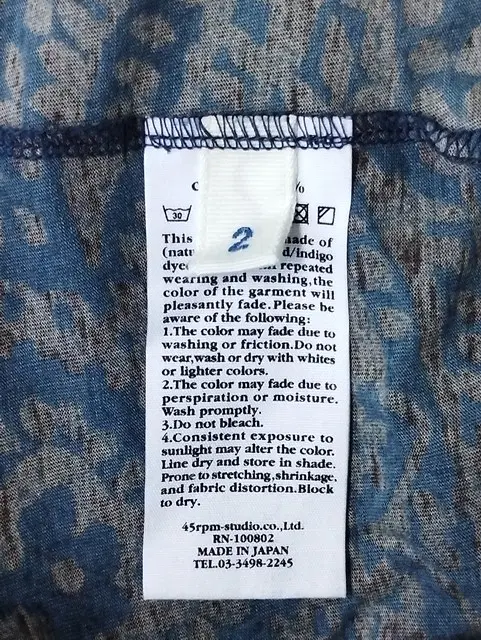 C %
30
2
This made of
(natu d/indigo
dye repeated
wearing and washing,the
color of the garment will
pleasantly fade. Please be
aware of the following:
1.The color may fade due to
washing or friction.Do not
wear,wash or dry with whites
or lighter colors.
2.The color may fade due to
perspiration or moisture.
Wash promptly.
3.Do not bleach.
4.Consistent exposure to
sunlight may alter the color.
Line dry and store in shade.
Prone to stretching,shrinkage,
and fabric distortion.Block
to dry.
45rpm-studio.co.,Ltd.
RN-100802
MADE IN JAPAN
TEL.03-3498-2245